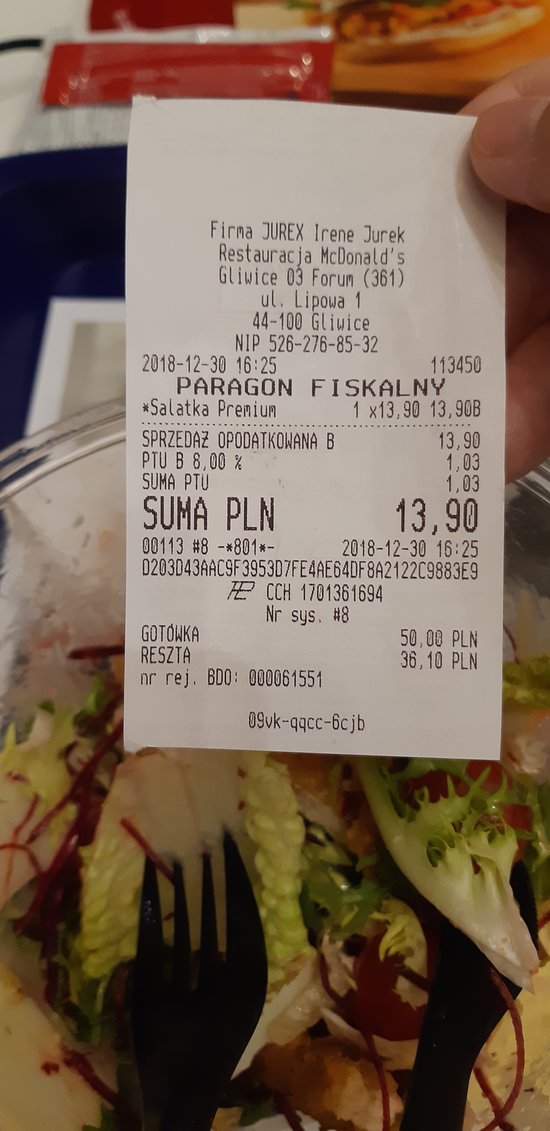 Firma JUREX Irene Jurek
Restauracja McDonald's
Gliwice 03 Forum (361)
ul. Lipowa 1
44-100 Gliwice
NIP 526-276-85-32
2018-12-30 16:25 113450
PARAGON FISKALNY
*Sałatka Premium 1 x13,90 13,90B
SPRZEDAŻ OPODATKOWANA B 13,90
PTU B 8,00 % 1,03
SUMA PTU 1,03
SUMA PLN 13,90
00113 #8 -*801*- 2018-12-30 16:25
D203D43AAC9F3953D7FE4AE64DF8A2122C9883E9
CCH 1701361694
Nr sys. #8
GOTÓWKA 50,00 PLN
RESZTA 36,10 PLN
nr rej. BDO: 000061551
09vk-qqcc-6cjb